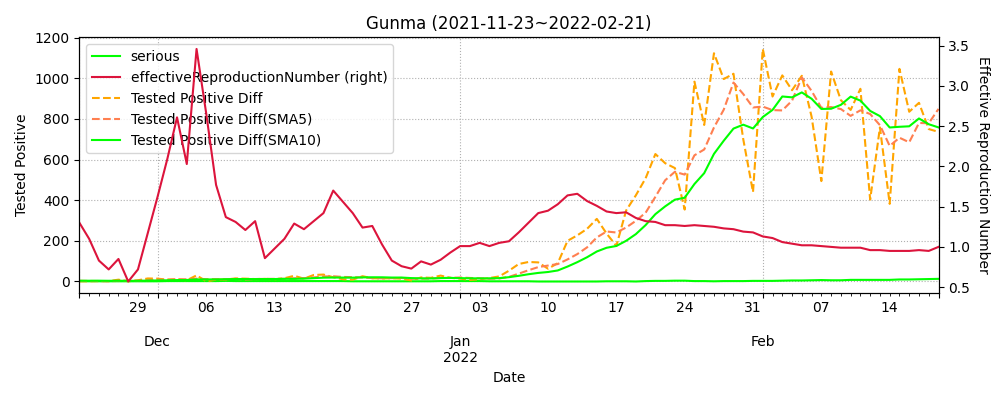 Gunma (2021-11-23~2022-02-21)
serious
effectiveReproductionNumber (right)
Tested Positive Diff
Tested Positive Diff(SMA5)
Tested Positive Diff(SMA10)
1200
1000
800
600
400
200
0
Tested Positive
3.5
3.0
2.5
2.0
1.5
1.0
0.5
Effective Reproduction Number
29 06 13 20 27 03 10 17 24 31 07 14
Dec Jan Feb
2022
Date